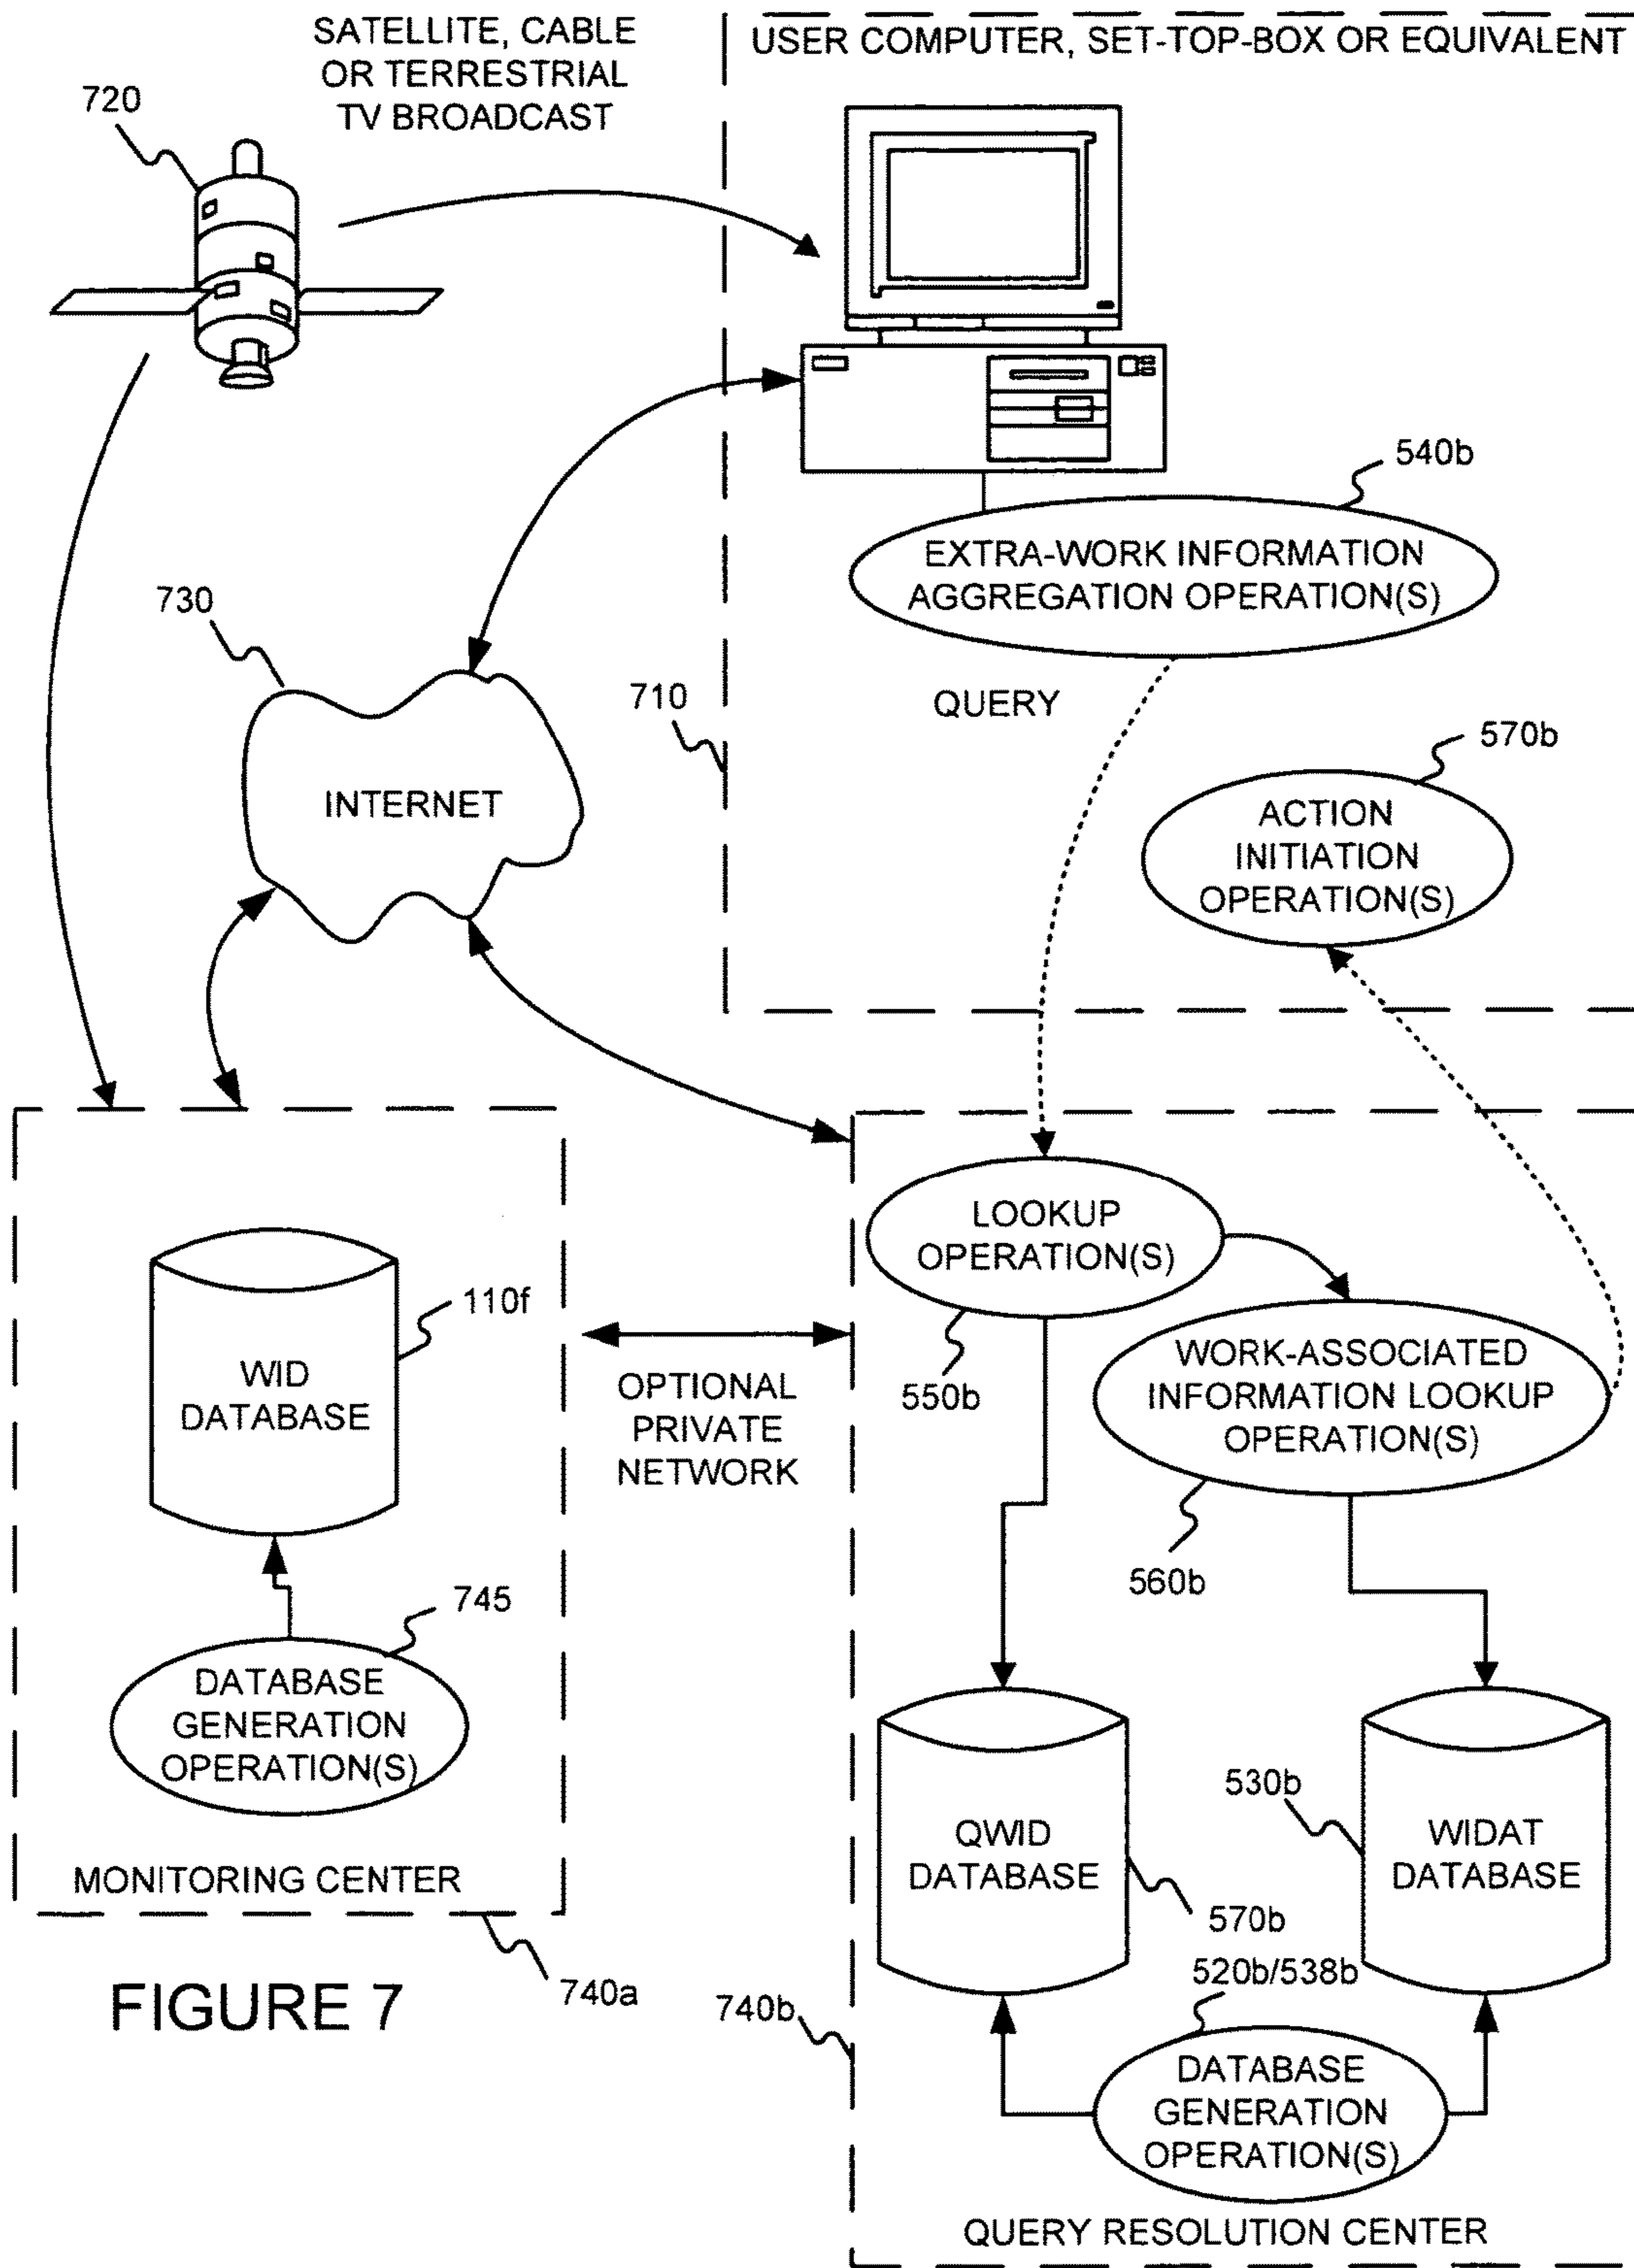 SATELLITE, CABLE
OR TERRESTRIAL
TV BROADCAST
USER COMPUTER, SET-TOP-BOX OR EQUIVALENT
720
540b
EXTRA-WORK INFORMATION
AGGREGATION OPERATION(S)
730
710
QUERY
570b
INTERNET
ACTION
INITIATION
OPERATION(S)
LOOKUP
OPERATION(S)
110f
WID
DATABASE
OPTIONAL
PRIVATE
NETWORK
550b
WORK-ASSOCIATED
INFORMATION LOOKUP
OPERATION(S)
560b
745
DATABASE
GENERATION
OPERATION(S)
530b
QWID
DATABASE
WIDAT
DATABASE
MONITORING CENTER
570b
520b/538b
740a
740b
FIGURE 7
DATABASE
GENERATION
OPERATION(S)
QUERY RESOLUTION CENTER